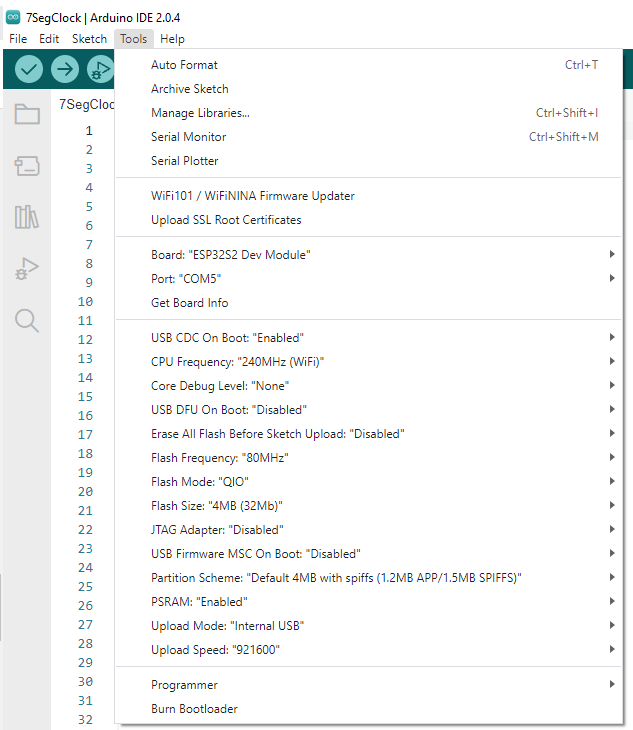 7SegClock | Arduino IDE 2.0.4
File Edit Sketch Tools Help
Auto Format Ctrl+T
7SegCloc
Archive Sketch
Manage Libraries... Ctrl+Shift+I
Serial Monitor Ctrl+Shift+M
Serial Plotter
WiFi101 / WiFiNINA Firmware Updater
Upload SSL Root Certificates
Board: "ESP32S2 Dev Module"
Port: "COM5"
Get Board Info
USB CDC On Boot: "Enabled"
CPU Frequency: "240MHz (WiFi)"
Core Debug Level: "None"
USB DFU On Boot: "Disabled"
Erase All Flash Before Sketch Upload: "Disabled"
Flash Frequency: "80MHz"
Flash Mode: "QIO"
Flash Size: "4MB (32Mb)"
JTAG Adapter: "Disabled"
USB Firmware MSC On Boot: "Disabled"
Partition Scheme: "Default 4MB with spiffs (1.2MB APP/1.5MB SPIFFS)"
PSRAM: "Enabled"
Upload Mode: "Internal USB"
Upload Speed: "921600"
Programmer
Burn Bootloader
1
2
3
4
5
6
7
8
9
10
11
12
13
14
15
16
17
18
19
20
21
22
23
24
25
26
27
28
29
30
31
32